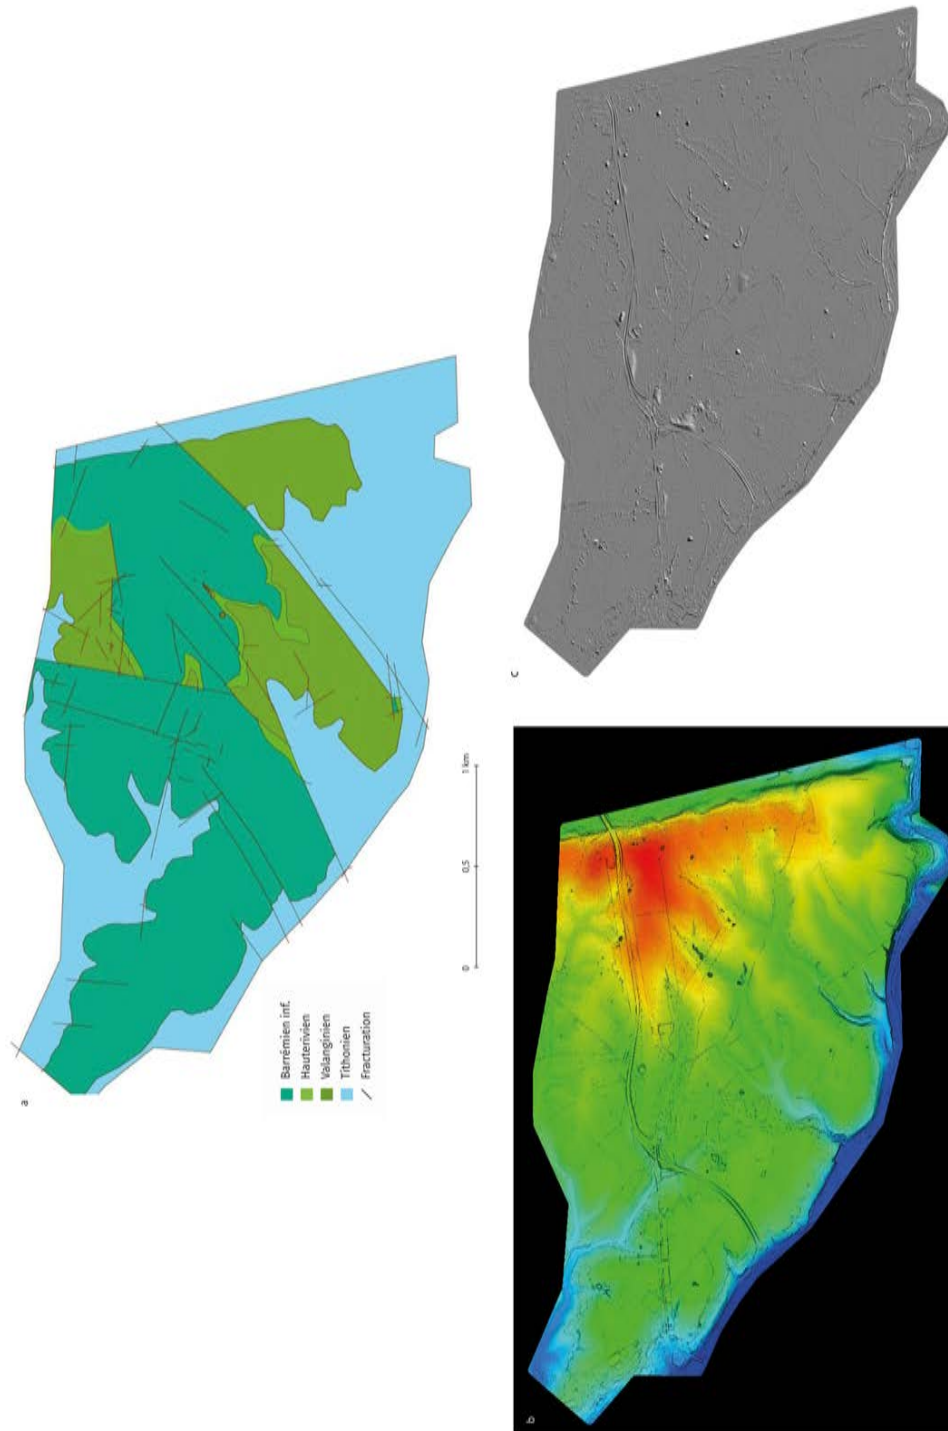 a
Barrémien inf.
Hauterivien
Valanginien
Tithonien
Fracturation
0 0,5 1 km
b
c